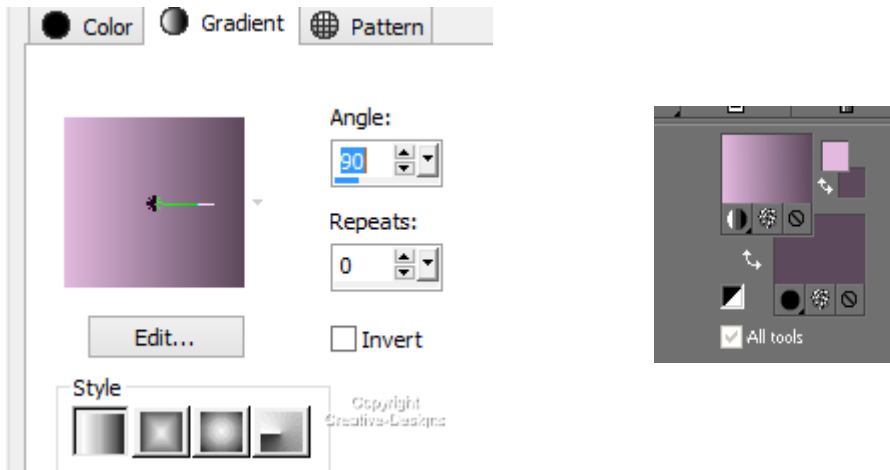 Color Gradient Pattern
Angle:
90
Repeats:
0
Edit...
Invert
Style
Copyright
Creative-Designs
All tools